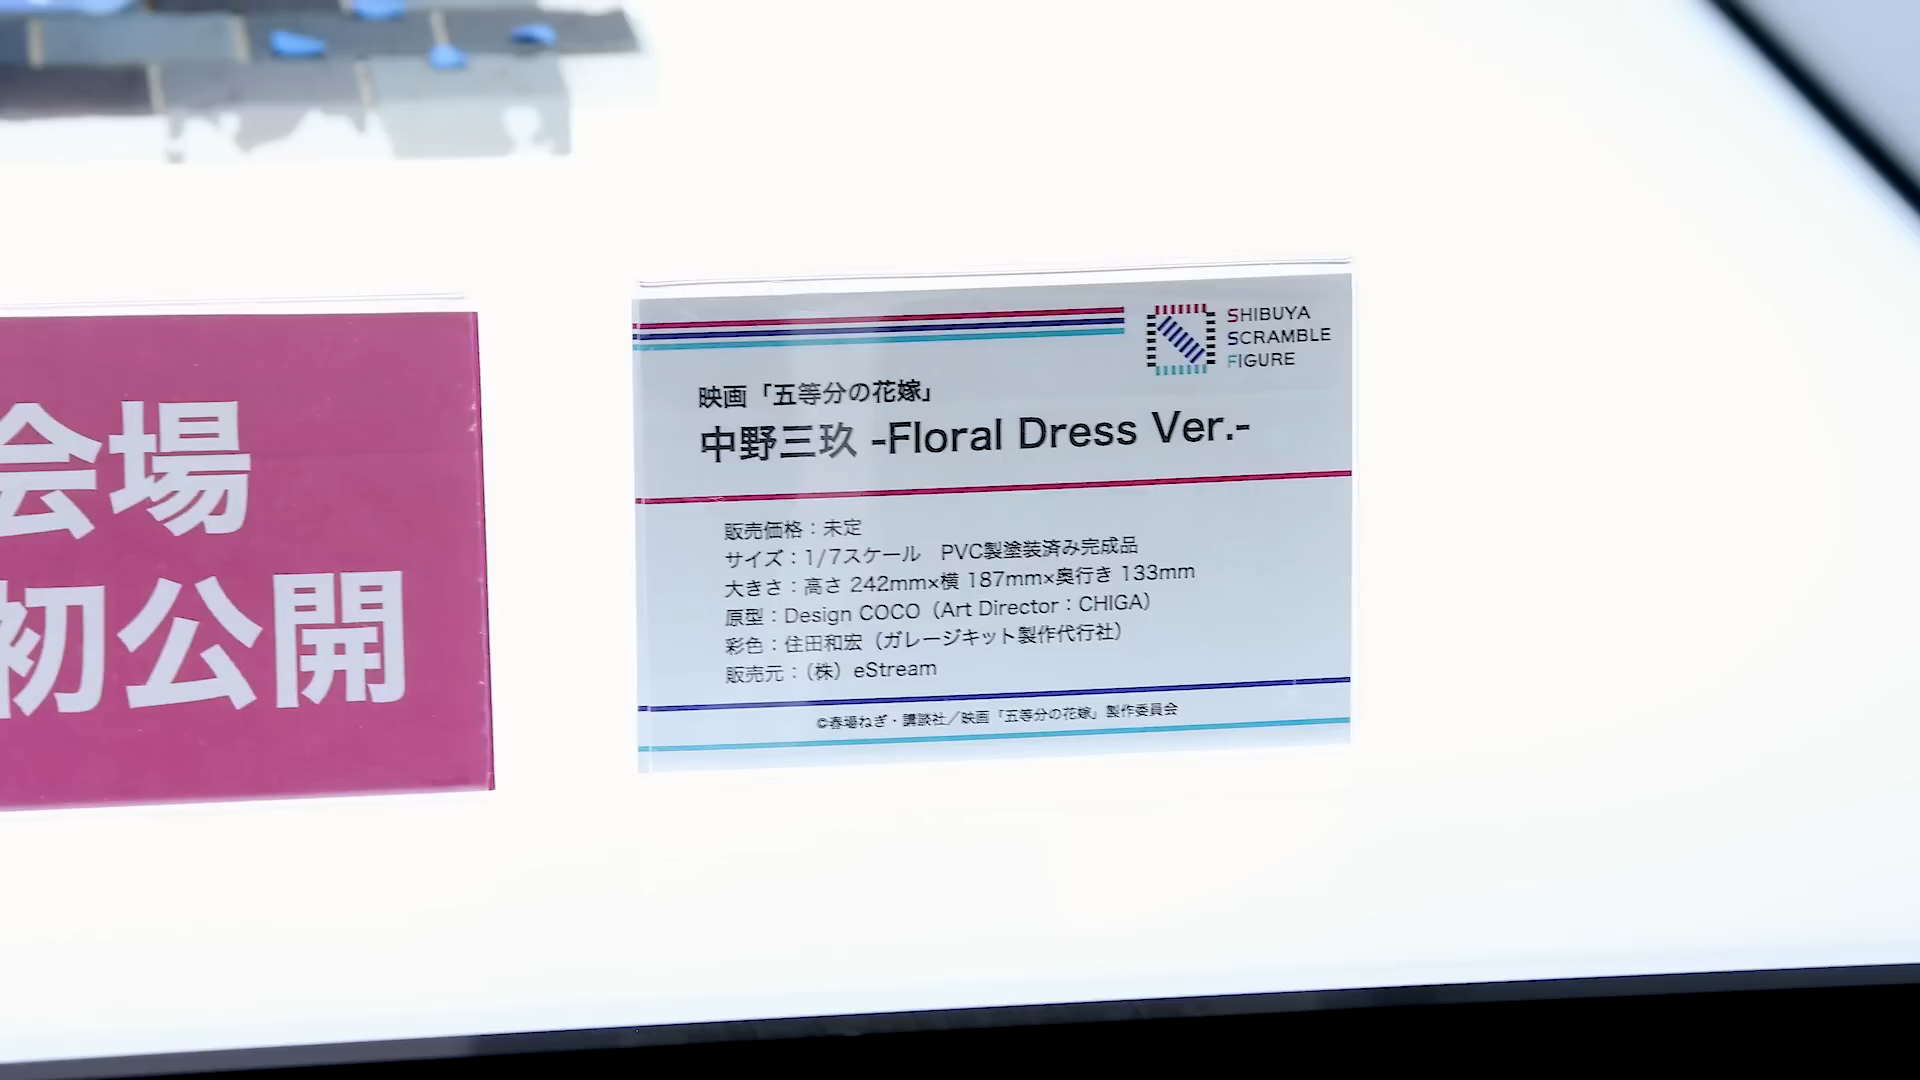 会場
初公開
SHIBUYA
SCRAMBLE
FIGURE
映画「五等分の花嫁」
中野三玖 -Floral Dress Ver.-
販売価格：未定
サイズ：1/7スケール　PVC製塗装済み完成品
大きさ：高さ 242mm×横 187mm×奥行き 133mm
原型：Design COCO（Art Director：CHIGA）
彩色：住田和宏（ガレージキット製作代行社）
販売元：（株）eStream
©春場ねぎ・講談社／映画「五等分の花嫁」製作委員会